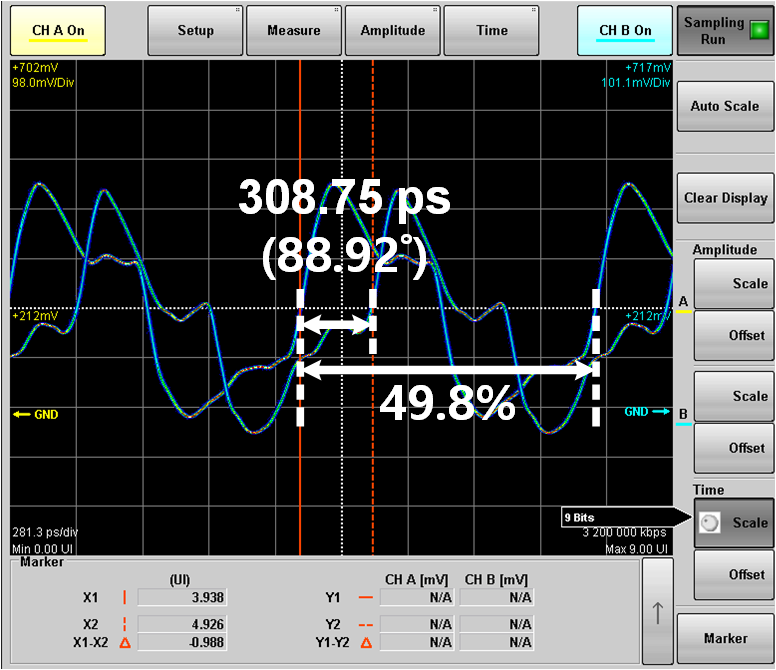 CH A On
Setup
Measure
Amplitude
Time
CH B On
Sampling
Run
+702mV
98.0mV/Div
+717mV
101.1mV/Div
Auto Scale
Clear Display
308.75 ps
(88.92°)
Amplitude
Scale
A
Offset
+212mV
+212mV
49.8%
Scale
GND
GND
B
Offset
Time
9 Bits
Scale
281.3 ps/div
3 200 000 kbps
Min 0.00 UI
Max 9.00 UI
Offset
Marker
(UI)
CH A [mV]
CH B [mV]
X1
3.938
Y1
N/A
N/A
X2
4.926
Y2
N/A
N/A
X1-X2
Δ
-0.988
Y1-Y2
Δ
N/A
N/A
Marker